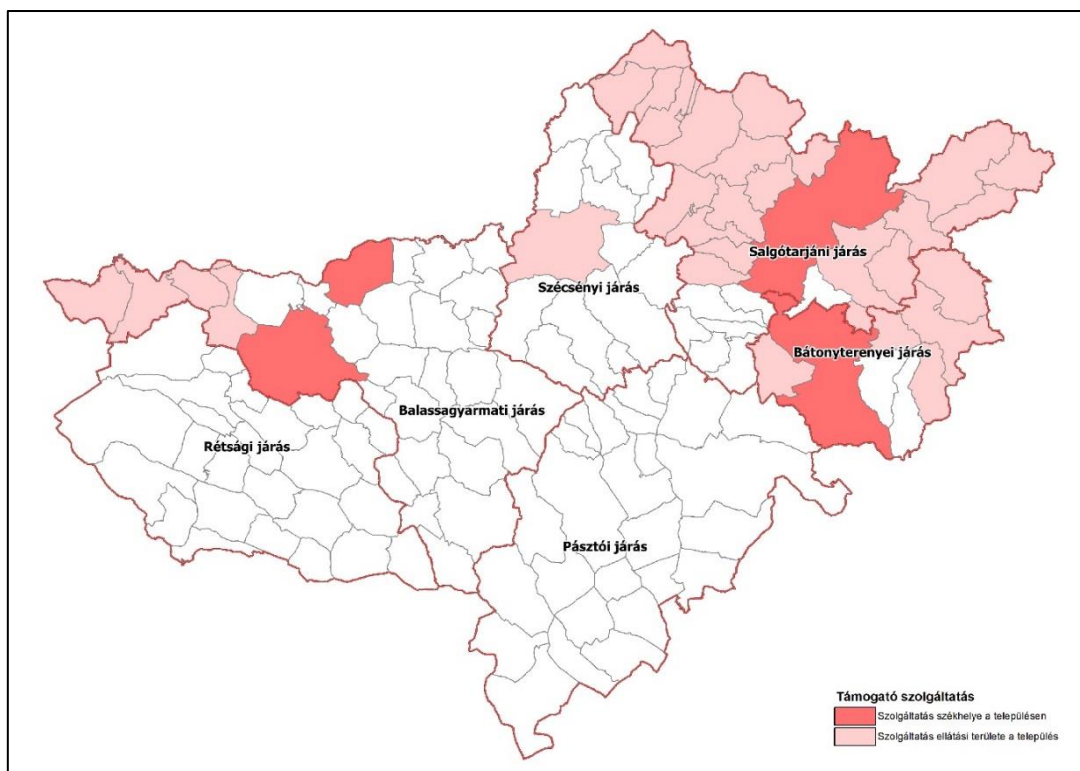 Salgótarjáni járás
Szécsényi járás
Bátonyterenyei járás
Balassagyarmati járás
Rétsági járás
Pásztói járás
Támogató szolgáltatás
Szolgáltatás székhelye a településen
Szolgáltatás ellátási területe a település